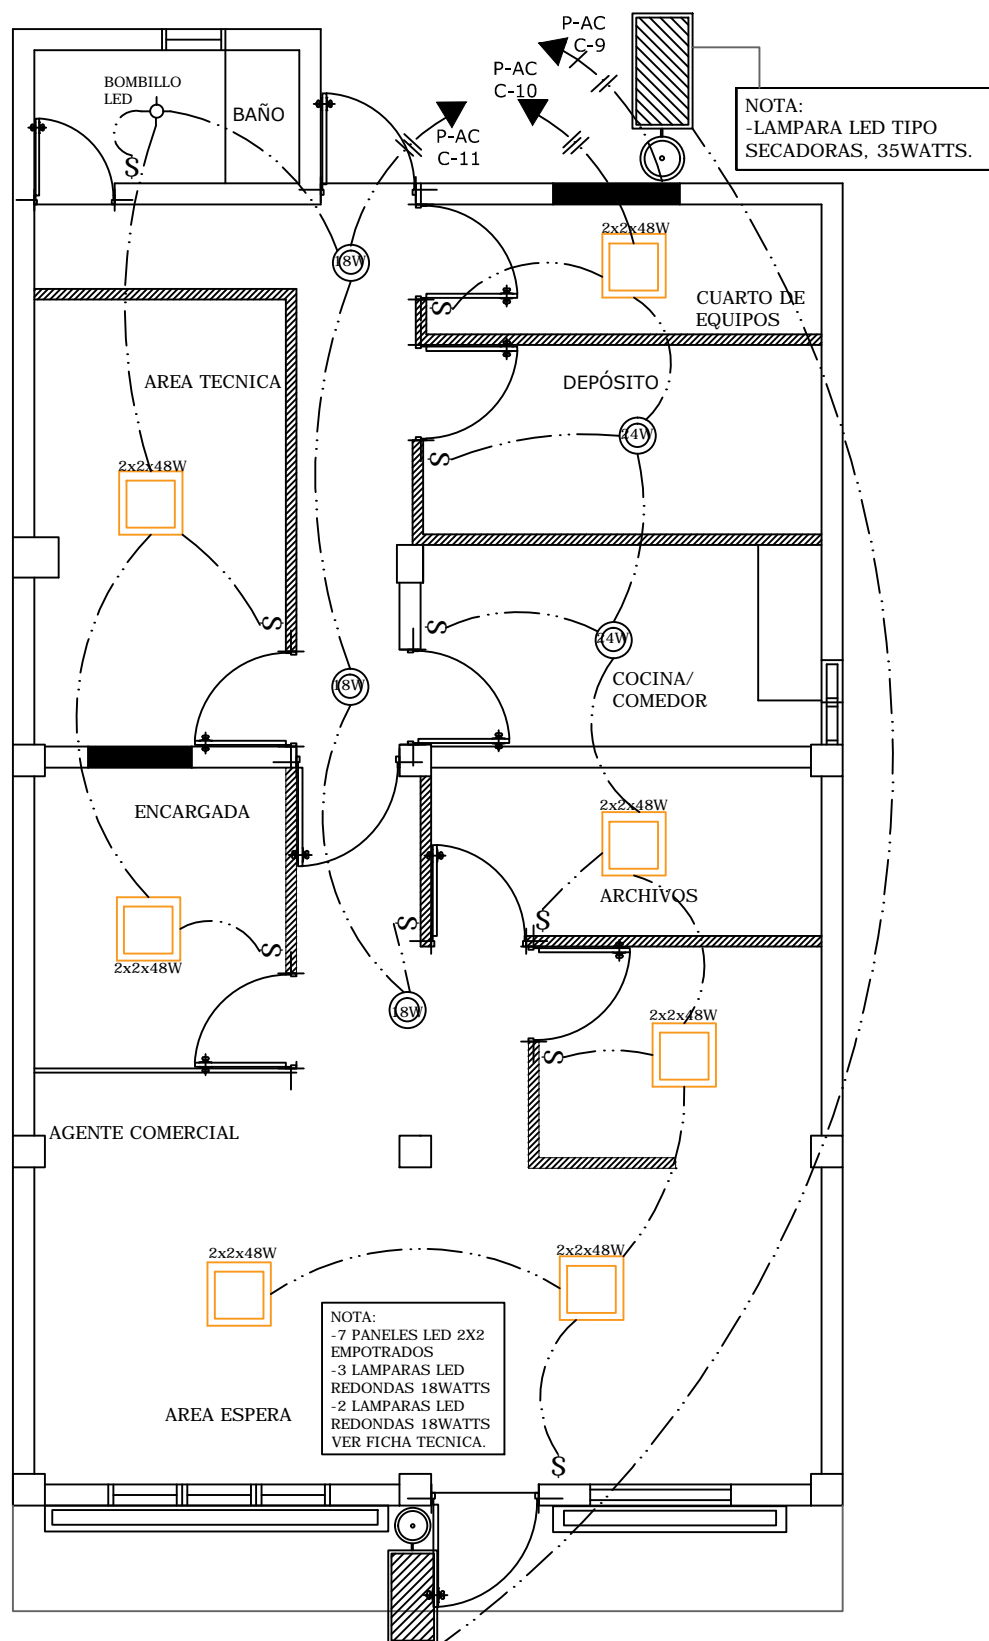 P-AC
C-9
P-AC
C-10
P-AC
C-11
BOMBILLO
LED
BAÑO
S
NOTA:
-LAMPARA LED TIPO
SECADORAS, 35WATTS.
18W
2x2x48W
S
CUARTO DE
EQUIPOS
AREA TECNICA
DEPÓSITO
24W
S
2x2x48W
S
S
24W
18W
COCINA/
COMEDOR
ENCARGADA
2x2x48W
ARCHIVOS
S
S
S
2x2x48W
18W
2x2x48W
S
AGENTE COMERCIAL
2x2x48W
2x2x48W
NOTA:
-7 PANELES LED 2X2
EMPOTRADOS
-3 LAMPARAS LED
REDONDAS 18WATTS
-2 LAMPARAS LED
REDONDAS 18WATTS
VER FICHA TECNICA.
AREA ESPERA
S